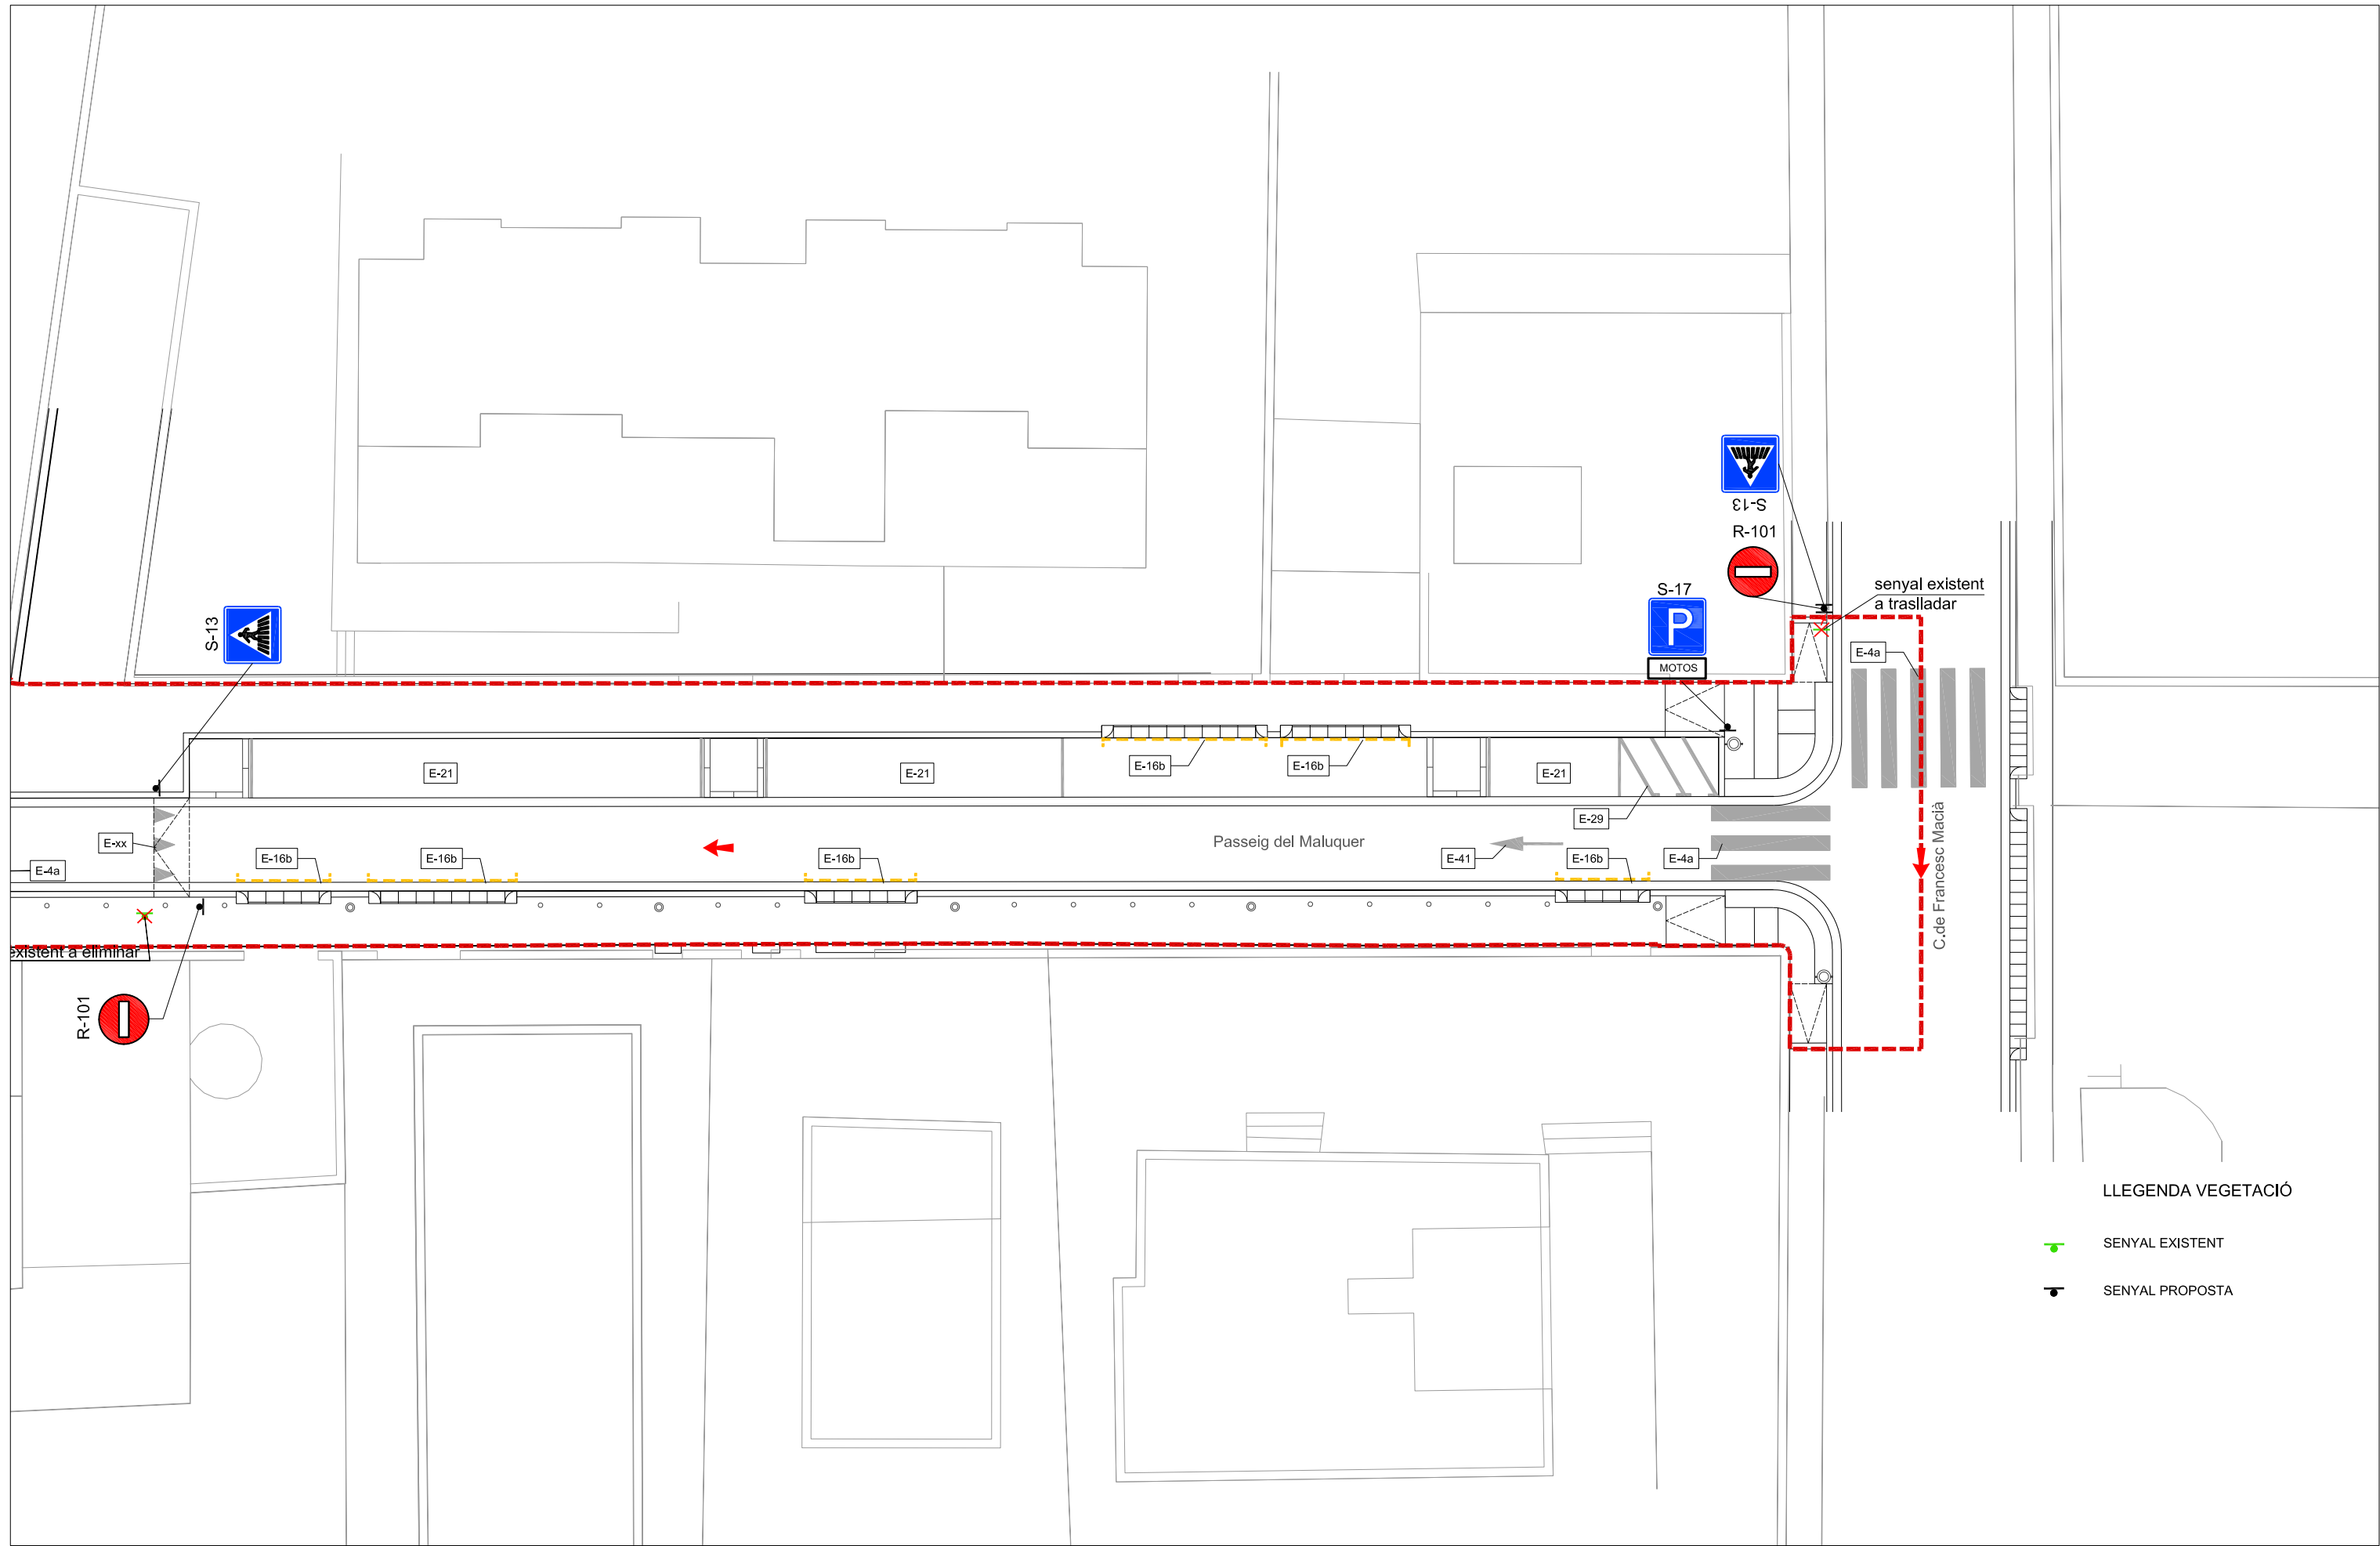 S-13
R-101
senyal existent
a traslladar
S-17
P
MOTOS
S-13
E-4a
E-16b
E-16b
E-21
E-21
E-21
E-29
Passeig del Maluquer
C.de Francesc Macià
E-xx
E-4a
E-16b
E-16b
E-16b
E-41
E-16b
E-4a
existent a eliminar
R-101
LLEGENDA VEGETACIÓ
SENYAL EXISTENT
SENYAL PROPOSTA